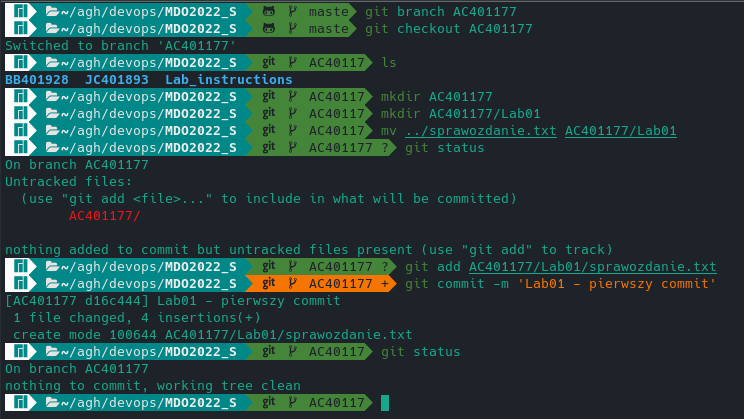 ~/agh/devops/MDO2022_S maste git branch AC401177
~/agh/devops/MDO2022_S maste git checkout AC401177
Switched to branch 'AC401177'
~/agh/devops/MDO2022_S git AC40117 ls
BB401928  JC401893  Lab_instructions
~/agh/devops/MDO2022_S git AC40117 mkdir AC401177
~/agh/devops/MDO2022_S git AC40117 mkdir AC401177/Lab01
~/agh/devops/MDO2022_S git AC40117 mv ../sprawozdanie.txt AC401177/Lab01
~/agh/devops/MDO2022_S git AC401177 ? git status
On branch AC401177
Untracked files:
  (use "git add <file>..." to include in what will be committed)
        AC401177/
nothing added to commit but untracked files present (use "git add" to track)
~/agh/devops/MDO2022_S git AC401177 ? git add AC401177/Lab01/sprawozdanie.txt
~/agh/devops/MDO2022_S git AC401177 + git commit -m 'Lab01 - pierwszy commit'
[AC401177 d16c444] Lab01 - pierwszy commit
 1 file changed, 4 insertions(+)
 create mode 100644 AC401177/Lab01/sprawozdanie.txt
~/agh/devops/MDO2022_S git AC40117 git status
On branch AC401177
nothing to commit, working tree clean
~/agh/devops/MDO2022_S git AC40117